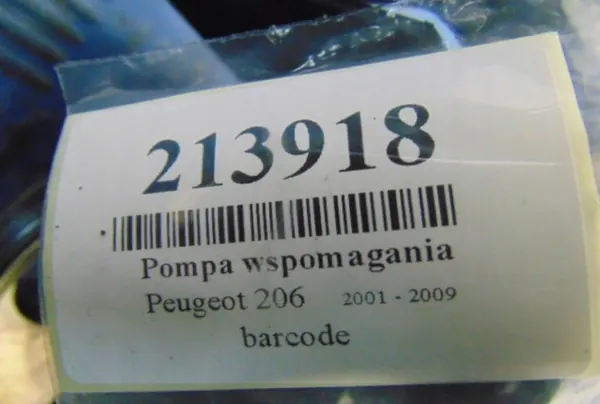 213918
Pompa wspomagania
Peugeot 206 2001 - 2009
barcode